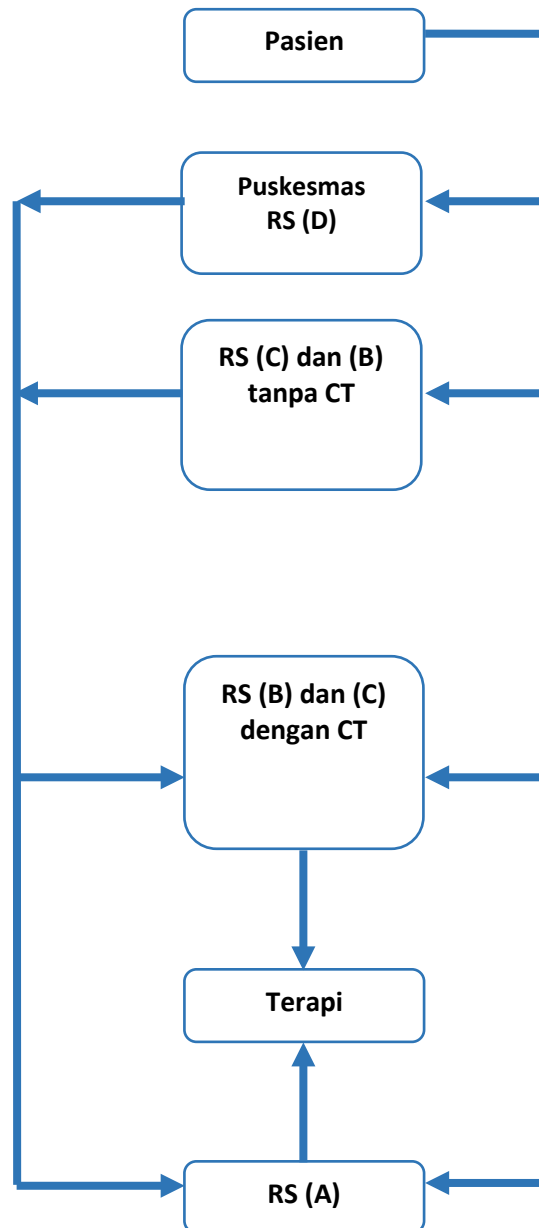 Pasien
Puskesmas
RS (D)
RS (C) dan (B)
tanpa CT
RS (B) dan (C)
dengan CT
Terapi
RS (A)